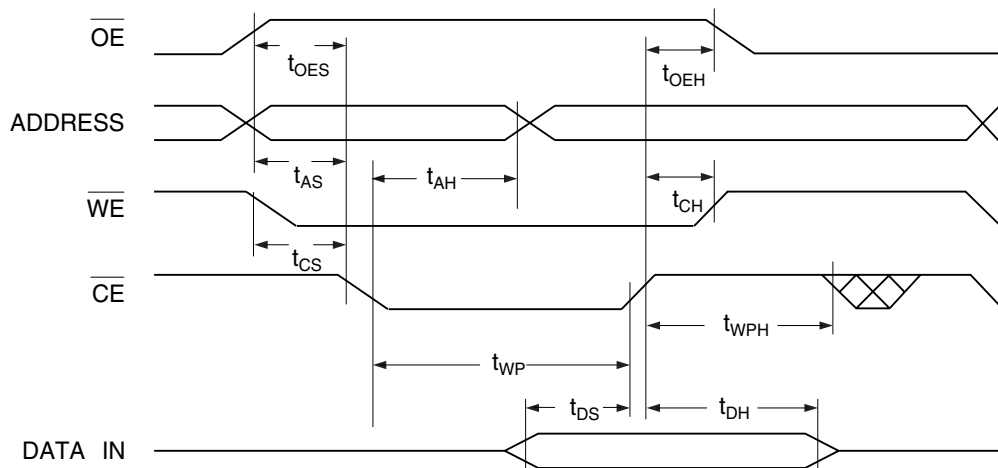 OE
tOES
tOEH
ADDRESS
tAS
tAH
WE
tCH
tCS
CE
tWPH
tWP
tDS
tDH
DATA IN